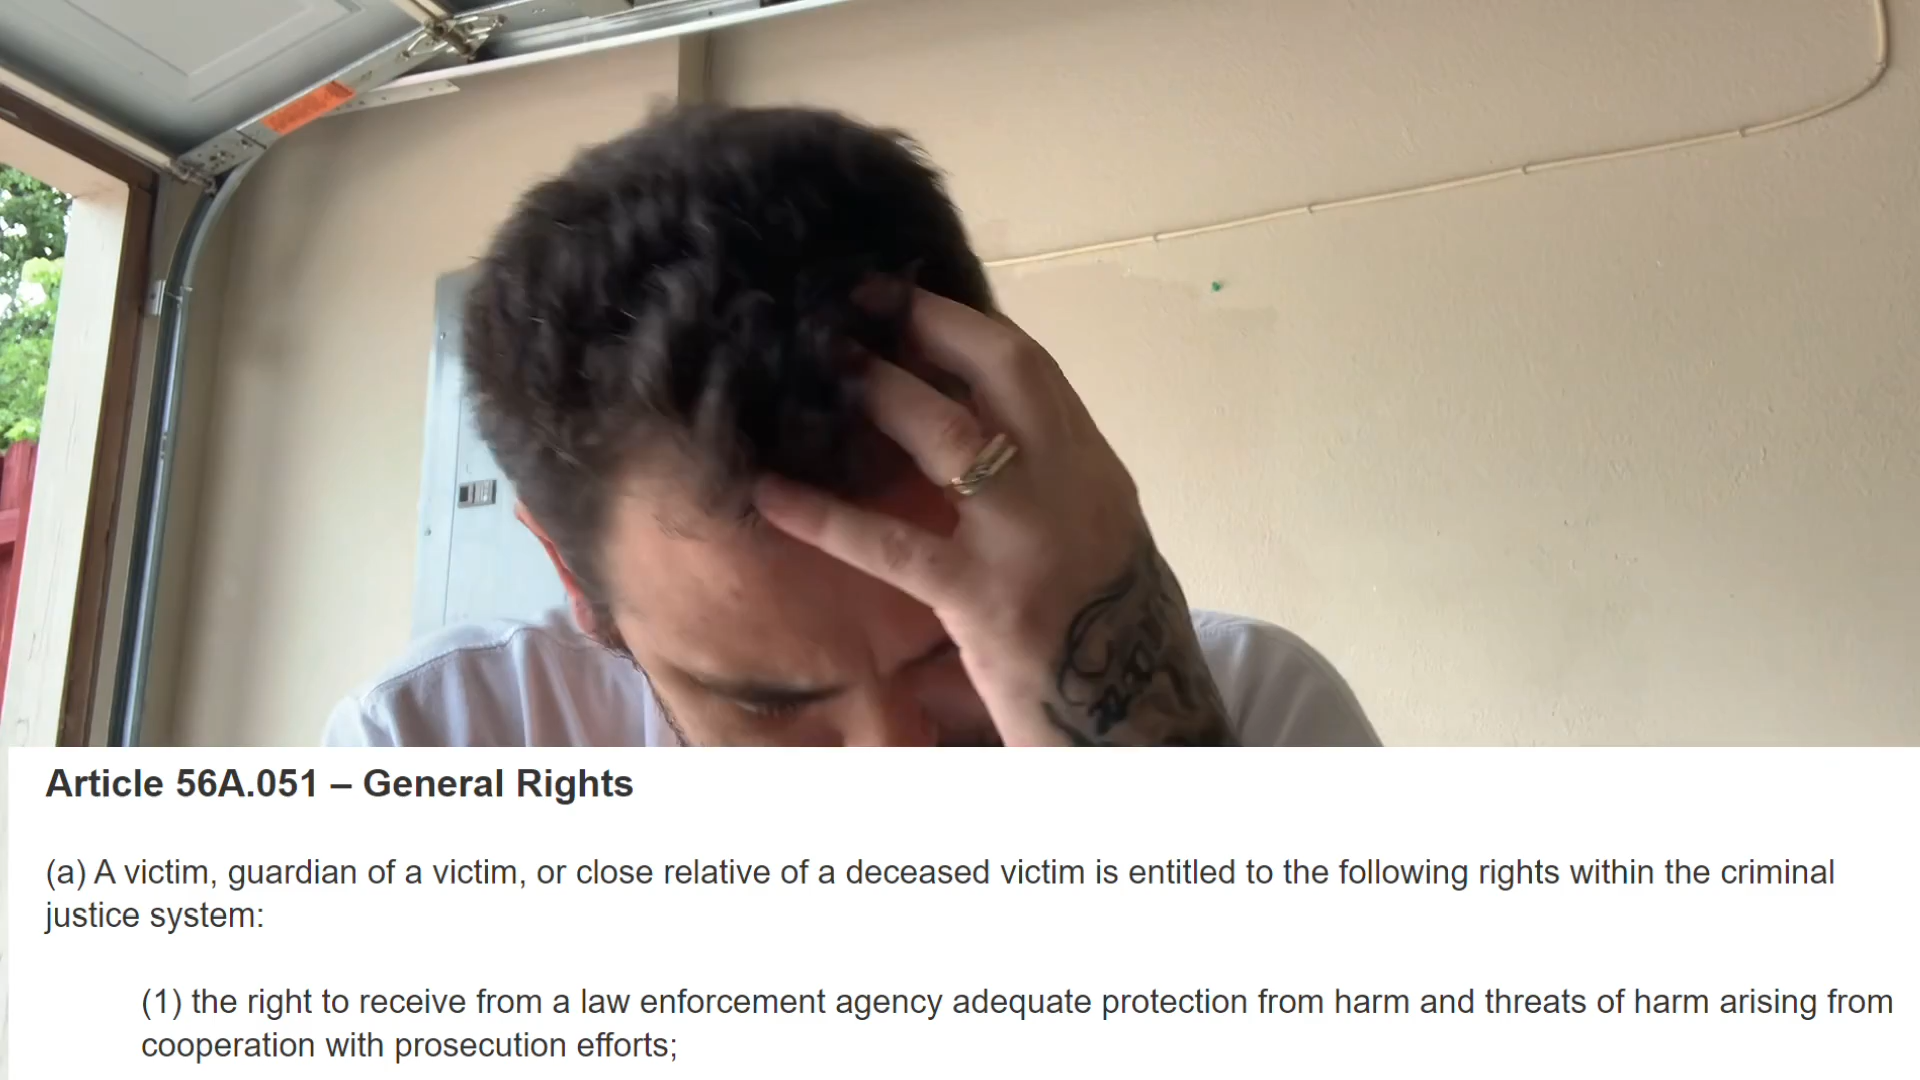 Article 56A.051 – General Rights
(a) A victim, guardian of a victim, or close relative of a deceased victim is entitled to the following rights within the criminal
justice system:
(1) the right to receive from a law enforcement agency adequate protection from harm and threats of harm arising from
cooperation with prosecution efforts;